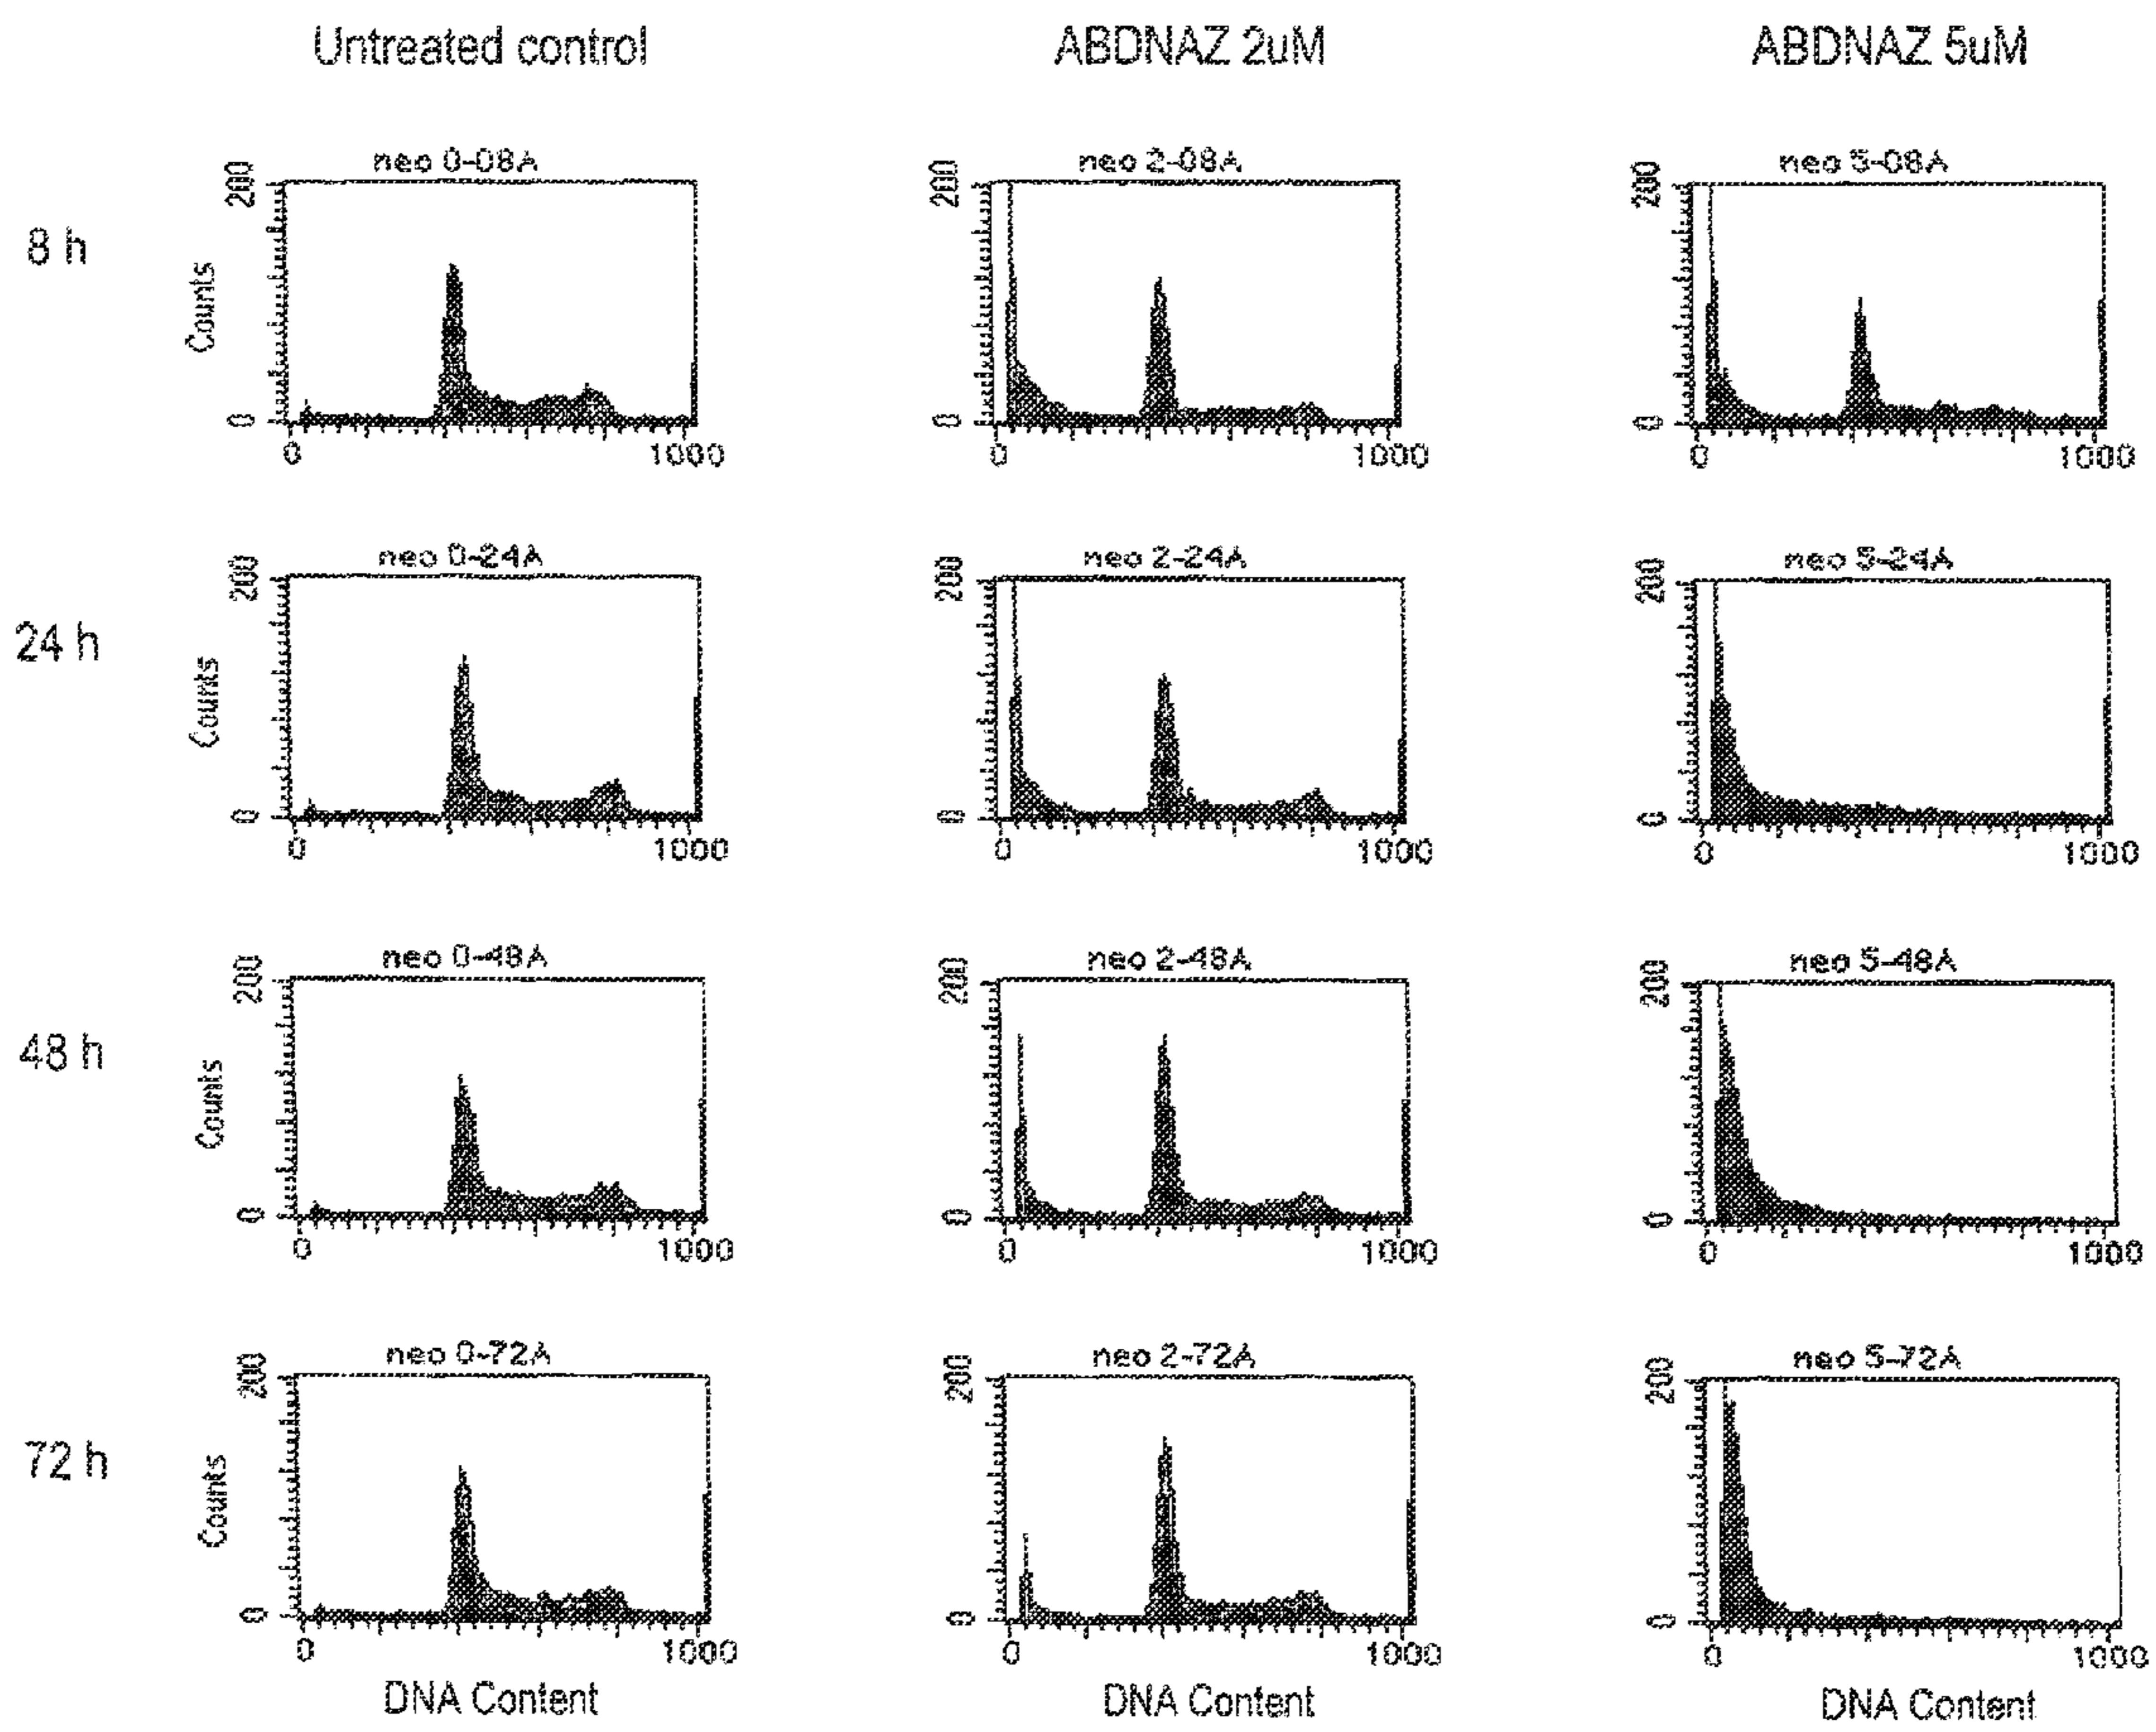 Untreated control ABDNAZ 2uM ABDNAZ 5uM
neo 0-08A neo 2-08A neo 5-08A
8 h
Counts
200 200 200
0 0 0
0 1000 0 1000 0 1000
neo 0-24A neo 2-24A neo 5-24A
24 h
Counts
200 200 200
0 0 0
0 1000 0 1000 0 1000
neo 0-48A neo 2-48A neo 5-48A
48 h
Counts
200 200 200
0 0 0
0 1000 0 1000 0 1000
neo 0-72A neo 2-72A neo 5-72A
72 h
Counts
200 200 200
0 0 0
0 1000 0 1000 0 1000
DNA Content DNA Content DNA Content